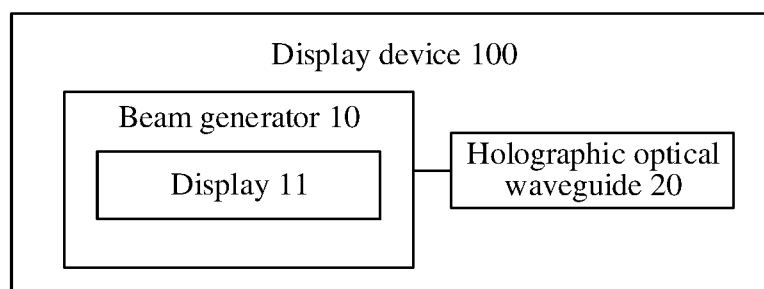 Display device 100
Beam generator 10
Display 11
Holographic optical
waveguide 20